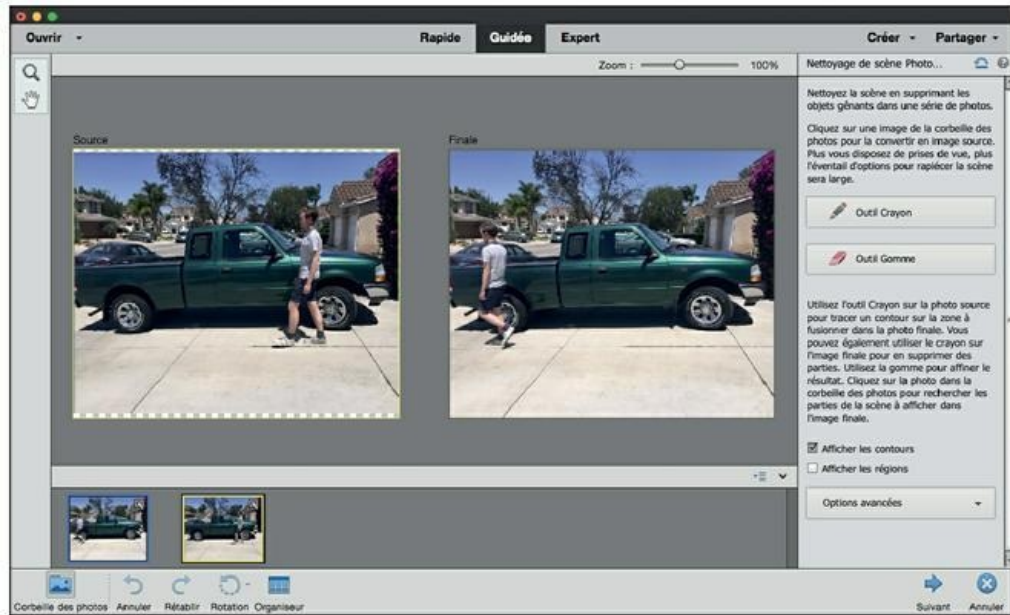 Ouvrir
Rapide
Guidée
Expert
Créer
Partager
Zoom :
100%
Nettoyage de scène Photo...
Source
Finale
Nettoyez la scène en supprimant les
objets gênants dans une série de photos.
Cliquez sur une image de la corbeille des
photos pour la convertir en image source.
Plus vous disposez de prises de vue, plus
l'éventail d'options pour rapiécer la scène
sera large.
Outil Crayon
Outil Gomme
Utilisez l'outil Crayon sur la photo source
pour tracer un contour sur la zone à
fusionner dans la photo finale. Vous
pouvez également utiliser le crayon sur
l'image finale pour en supprimer des
parties. Utilisez la gomme pour affiner le
résultat. Cliquez sur la photo dans la
corbeille des photos pour rechercher les
parties de la scène à afficher dans
l'image finale.
Afficher les contours
Afficher les régions
Options avancées
Corbeille des photos
Annuler
Rétablir
Rotation
Organiseur
Suivant
Annuler